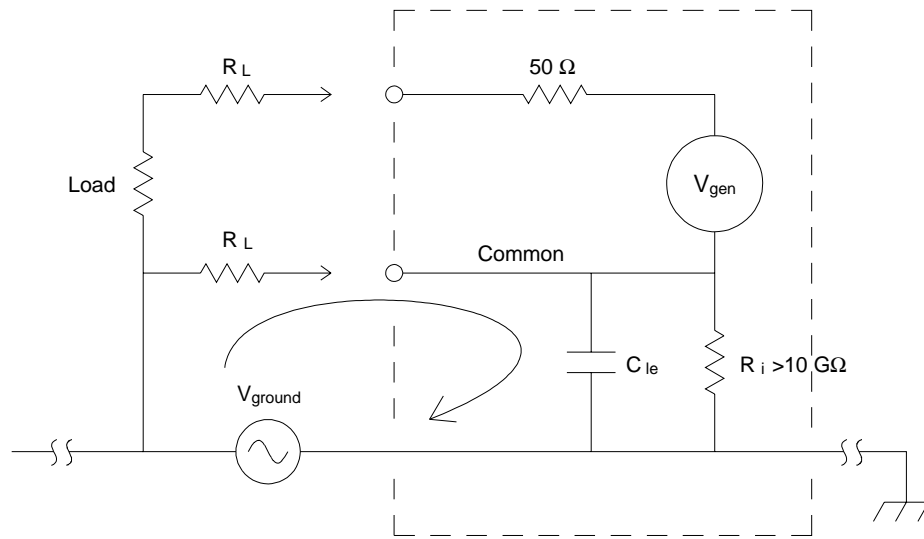 R L
50 Ω
Load
V gen
R L
Common
C le
R i >10 GΩ
V ground